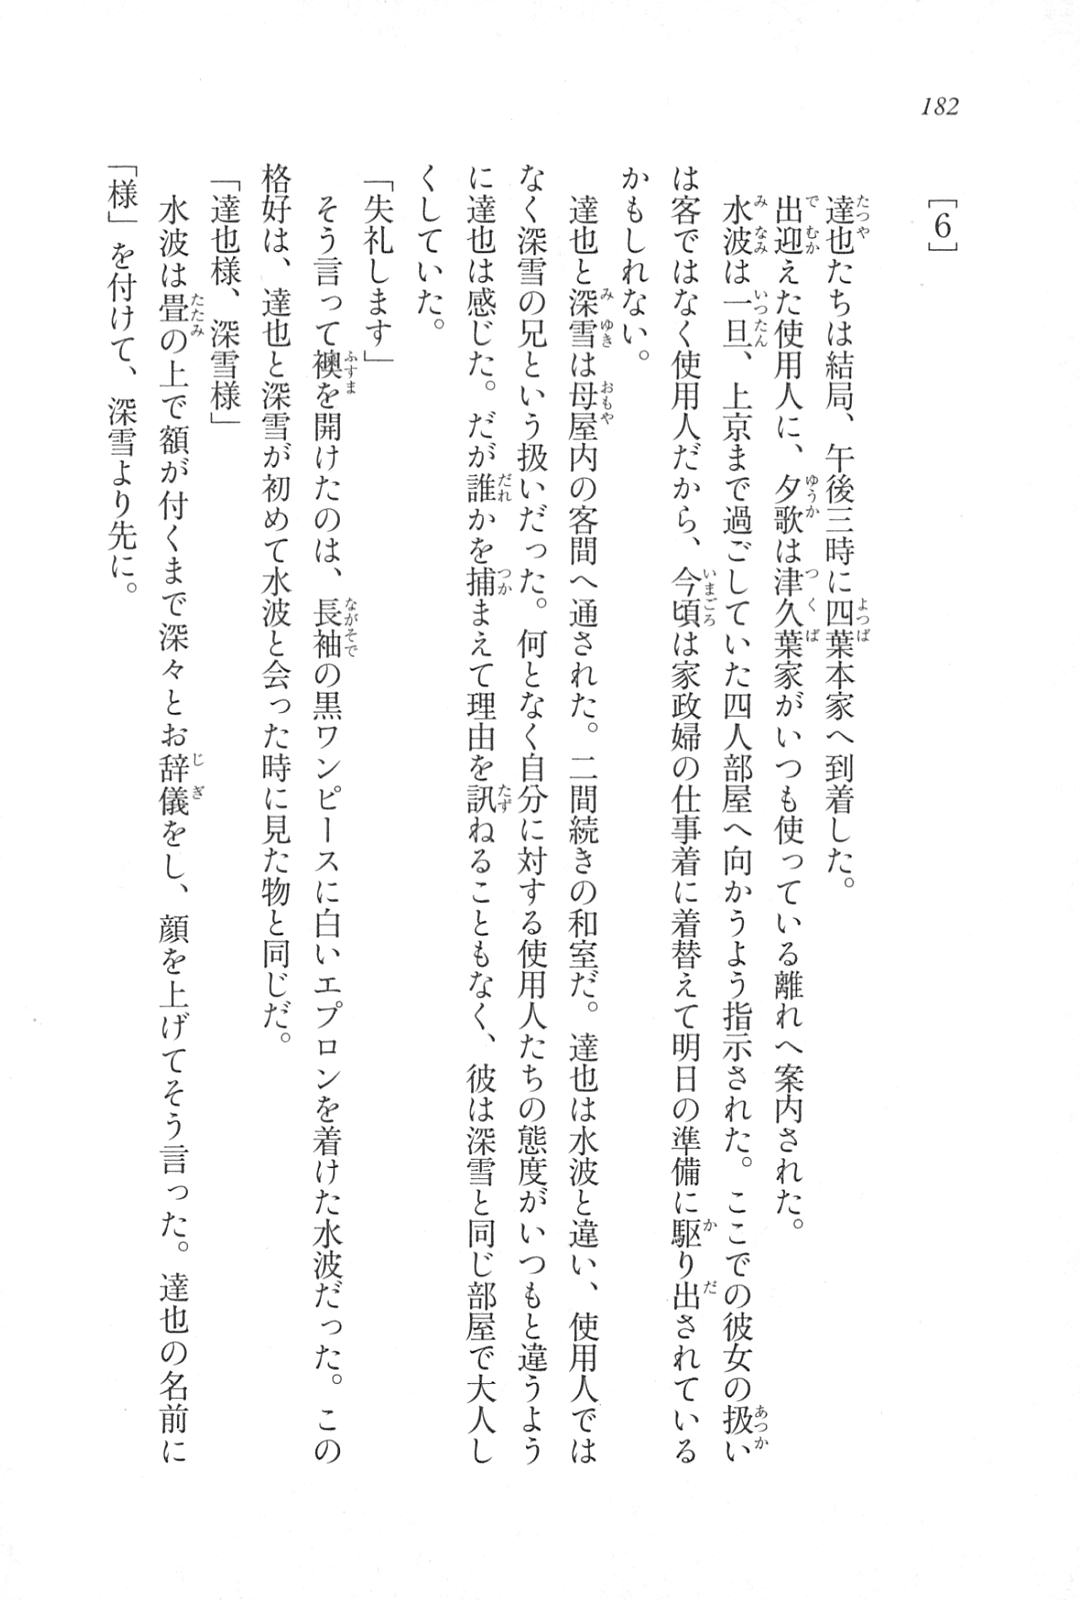 182
［6］
達也たちは結局、午後三時に四葉本家へ到着した。
出迎えた使用人に、夕歌は津久葉家がいつも使っている離れへ案内された。
水波は一旦、上京まで過ごしていた四人部屋へ向かうよう指示された。ここでの彼女の扱い
は客ではなく使用人だから、今頃は家政婦の仕事着に着替えて明日の準備に駆り出されている
かもしれない。
達也と深雪は母屋内の客間へ通された。二間続きの和室だ。達也は水波と違い、使用人では
なく深雪の兄という扱いだった。何となく自分に対する使用人たちの態度がいつもと違うよう
に達也は感じた。だが誰かを捕まえて理由を訊ねることもなく、彼は深雪と同じ部屋で大人し
くしていた。
「失礼します」
そう言って襖を開けたのは、長袖の黒ワンピースに白いエプロンを着けた水波だった。この
格好は、達也と深雪が初めて水波と会った時に見た物と同じだ。
「達也様、深雪様」
水波は畳の上で額が付くまで深々とお辞儀をし、顔を上げてそう言った。達也の名前に
「様」を付けて、深雪より先に。